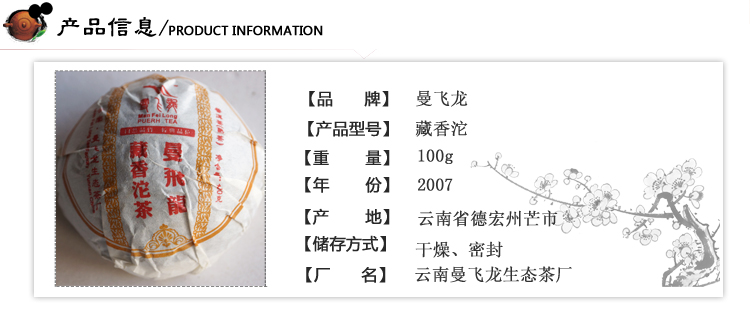 产品信息/PRODUCT INFORMATION
曼飞龙
Man Fei Long
PUERH TEA
曼飛龍
藏香沱茶
【品 牌】 曼飞龙
【产品型号】 藏香沱
【重 量】 100g
【年 份】 2007
【产 地】 云南省德宏州芒市
【储存方式】 干燥、密封
【厂 名】 云南曼飞龙生态茶厂